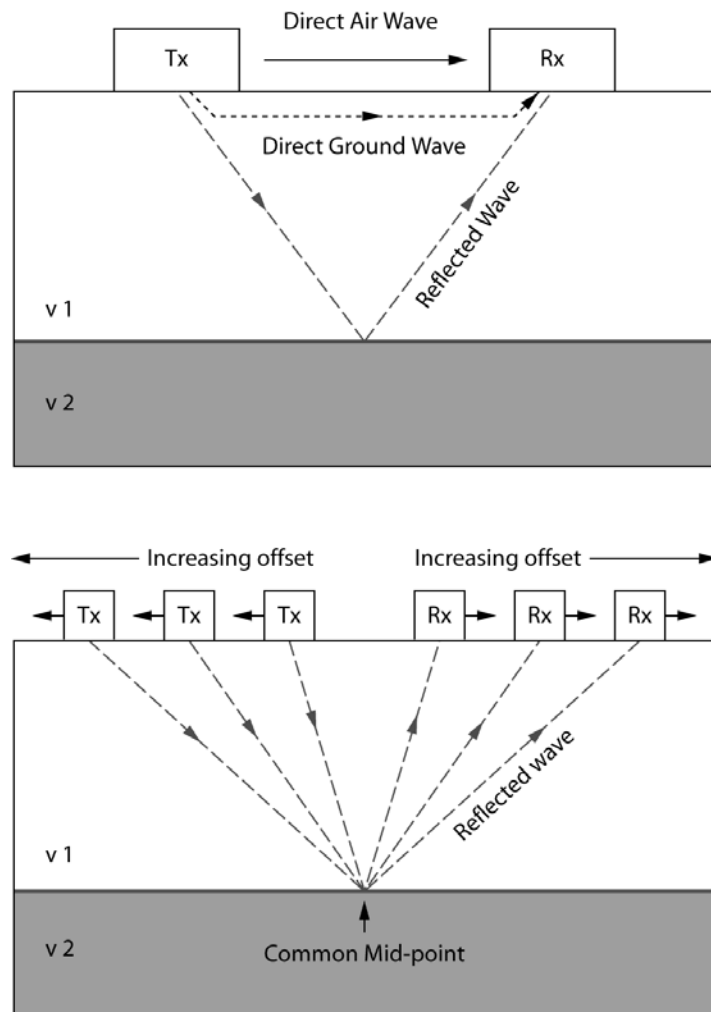 Direct Air Wave
Tx
Rx
Direct Ground Wave
Reflected Wave
v 1
v 2
Increasing offset
Increasing offset
Tx
Tx
Tx
Rx
Rx
Rx
Reflected wave
v 1
v 2
Common Mid-point